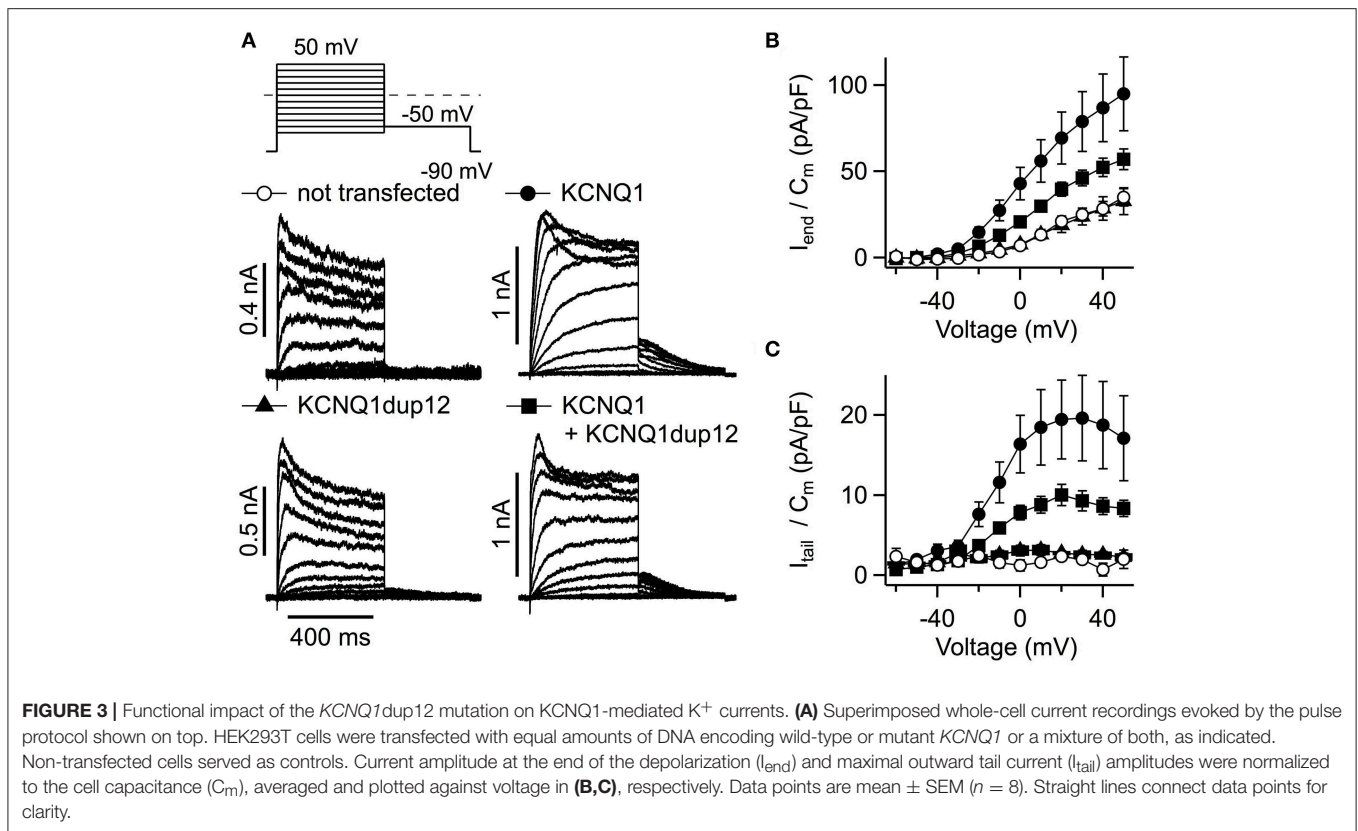 A
50 mV
-50 mV
-90 mV
not transfected
KCNQ1
0.4 nA
1 nA
KCNQ1dup12
KCNQ1
+ KCNQ1dup12
0.5 nA
1 nA
400 ms
B
I_end / C_m (pA/pF)
100
50
0
-40 0 40
Voltage (mV)
C
I_tail / C_m (pA/pF)
20
10
0
-40 0 40
Voltage (mV)
FIGURE 3 | Functional impact of the KCNQ1dup12 mutation on KCNQ1-mediated K+ currents. (A) Superimposed whole-cell current recordings evoked by the pulse
protocol shown on top. HEK293T cells were transfected with equal amounts of DNA encoding wild-type or mutant KCNQ1 or a mixture of both, as indicated.
Non-transfected cells served as controls. Current amplitude at the end of the depolarization (I_end) and maximal outward tail current (I_tail) amplitudes were normalized
to the cell capacitance (C_m), averaged and plotted against voltage in (B,C), respectively. Data points are mean ± SEM (n = 8). Straight lines connect data points for
clarity.